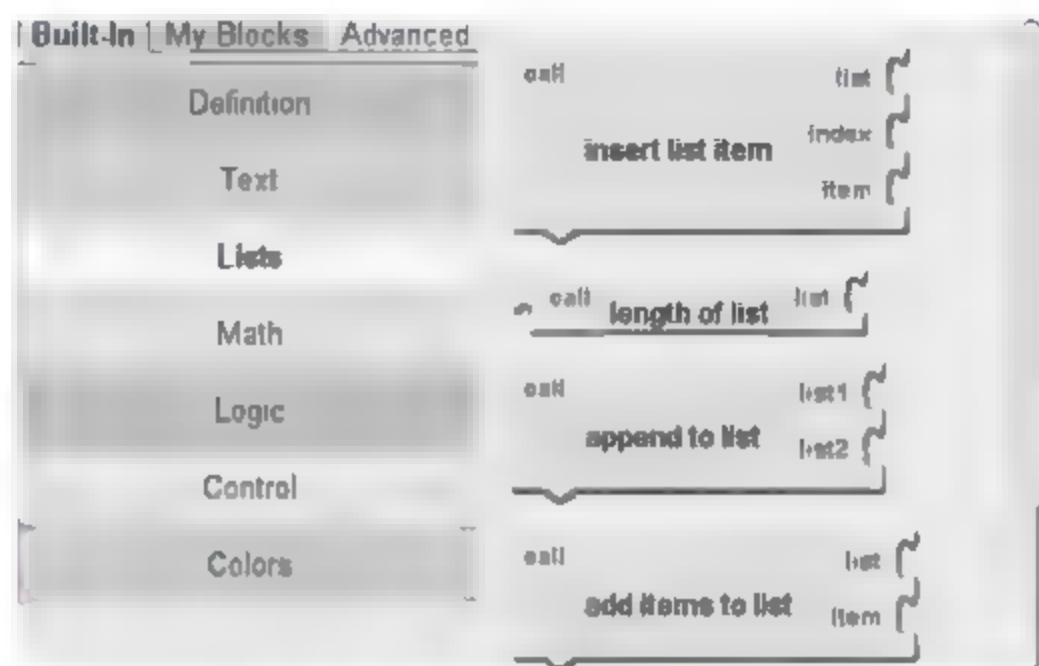 Built-In My Blocks Advanced
Definition
Text
Lists
Math
Logic
Control
Colors
call list
insert list item index
item
call length of list list
call list1
append to list list2
call list
add items to list item